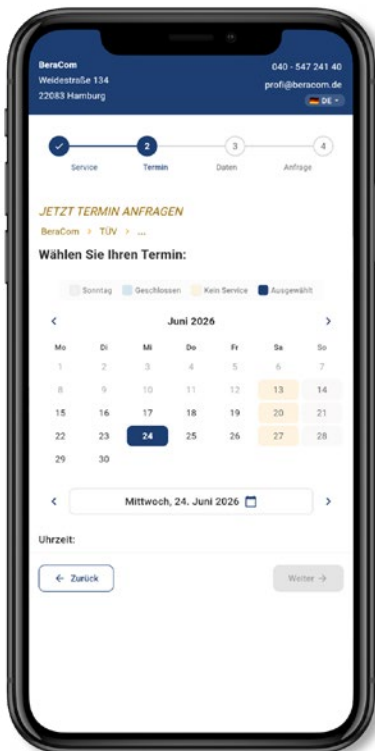 BeraCom
040 - 547 241 40
Weidestraße 134
profi@beracom.de
22083 Hamburg
DE
2
3
4
Service
Termin
Daten
Anfrage
JETZT TERMIN ANFRAGEN
BeraCom > TÜV > ...
Wählen Sie Ihren Termin:
Sonntag Geschlossen Kein Service Ausgewählt
< Juni 2026 >
Mo Di Mi Do Fr Sa So
1 2 3 4 5 6 7
8 9 10 11 12 13 14
15 16 17 18 19 20 21
22 23 24 25 26 27 28
29 30
< Mittwoch, 24. Juni 2026 >
Uhrzeit:
← Zurück
Weiter →